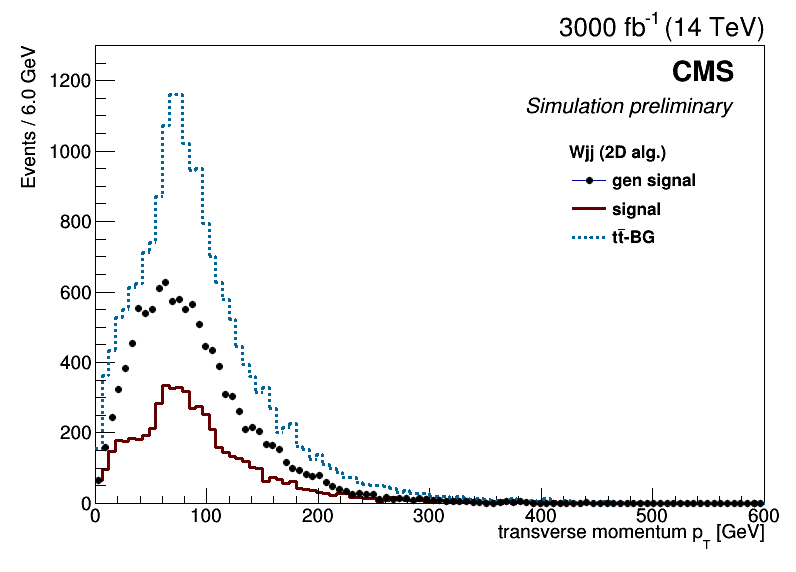 3000 fb-1 (14 TeV)
Events / 6.0 GeV
CMS
Simulation preliminary
Wjj (2D alg.)
gen signal
signal
tt̄-BG
1200
1000
800
600
400
200
0
0 100 200 300 400 500 600
transverse momentum pT [GeV]